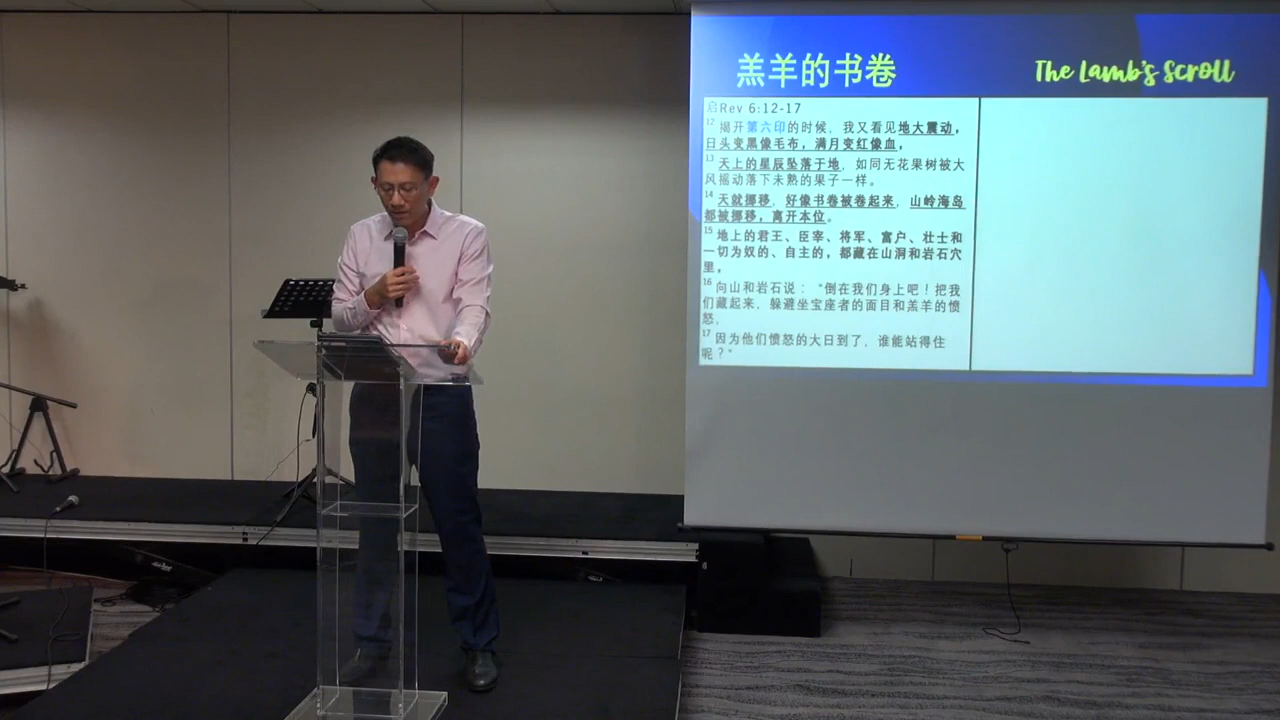 羔羊的书卷
The Lamb's Scroll
启Rev 6:12-17
12 揭开第六印的时候，我又看见地大震动，
日头变黑像毛布，满月变红像血，
13 天上的星辰坠落于地，如同无花果树被大
风摇动落下未熟的果子一样。
14 天就挪移，好像书卷被卷起来，山岭海岛
都被挪移，离开本位。
15 地上的君王、臣宰、将军、富户、壮士和
一切为奴的、自主的，都藏在山洞和岩石穴
里，
16 向山和岩石说：“倒在我们身上吧！把我
们藏起来，躲避坐宝座者的面目和羔羊的愤
怒，
17 因为他们愤怒的大日到了，谁能站得住
呢？”